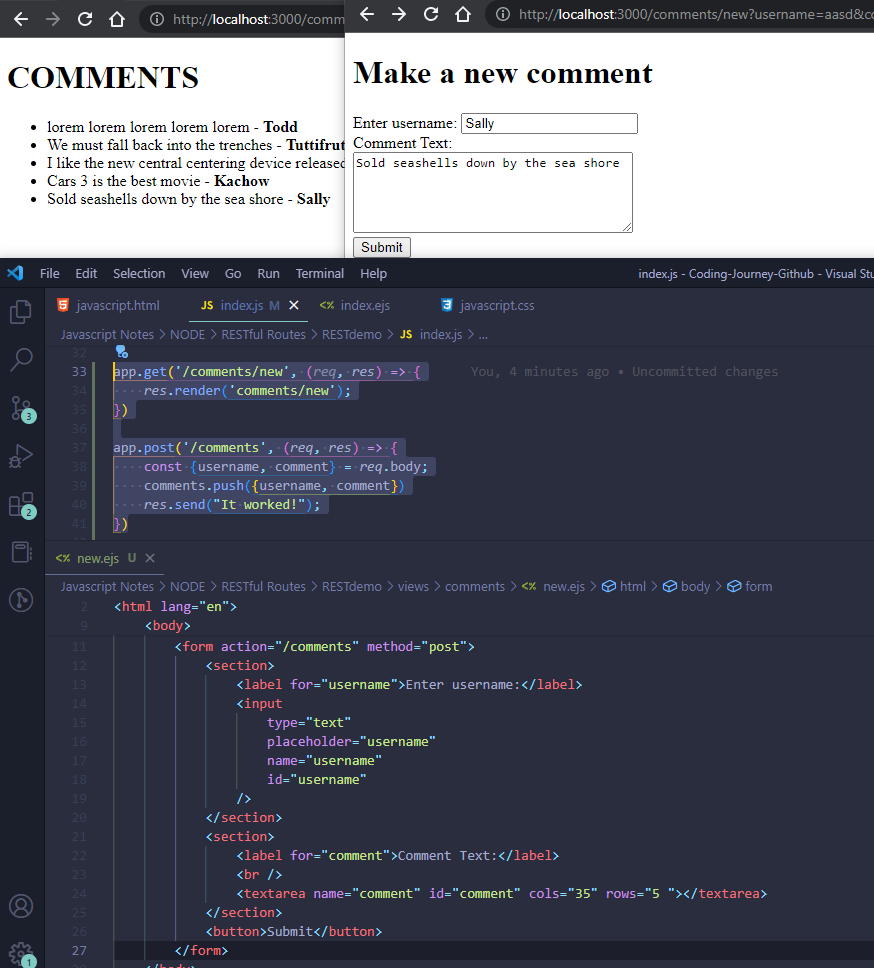 http://localhost:3000/comm
COMMENTS
lorem lorem lorem lorem lorem - Todd
We must fall back into the trenches - Tuttifrut
I like the new central centering device released
Cars 3 is the best movie - Kachow
Sold seashells down by the sea shore - Sally
http://localhost:3000/comments/new?username=aasd&co
Make a new comment
Enter username: Sally
Comment Text:
Sold seashells down by the sea shore
Submit
File Edit Selection View Go Run Terminal Help index.js - Coding-Journey-Github - Visual Stu
javascript.html JS index.js M <% index.ejs javascript.css
Javascript Notes > NODE > RESTful Routes > RESTdemo > JS index.js > ...
32
33 app.get('/comments/new', (req, res) => { You, 4 minutes ago • Uncommitted changes
34 ····res.render('comments/new');
35 })
36
37 app.post('/comments', (req, res) => {
38 ····const {username, comment} = req.body;
39 ····comments.push({username, comment})
40 ····res.send("It worked!");
41 })
3
2
<% new.ejs U
Javascript Notes > NODE > RESTful Routes > RESTdemo > views > comments > <% new.ejs > html > body > form
2 <html lang="en">
9 <body>
11 <form action="/comments" method="post">
12 <section>
13 <label for="username">Enter username:</label>
14 <input
15 type="text"
16 placeholder="username"
17 name="username"
18 id="username"
19 />
20 </section>
21 <section>
22 <label for="comment">Comment Text:</label>
23 <br />
24 <textarea name="comment" id="comment" cols="35" rows="5 "></textarea>
25 </section>
26 <button>Submit</button>
27 </form>
1